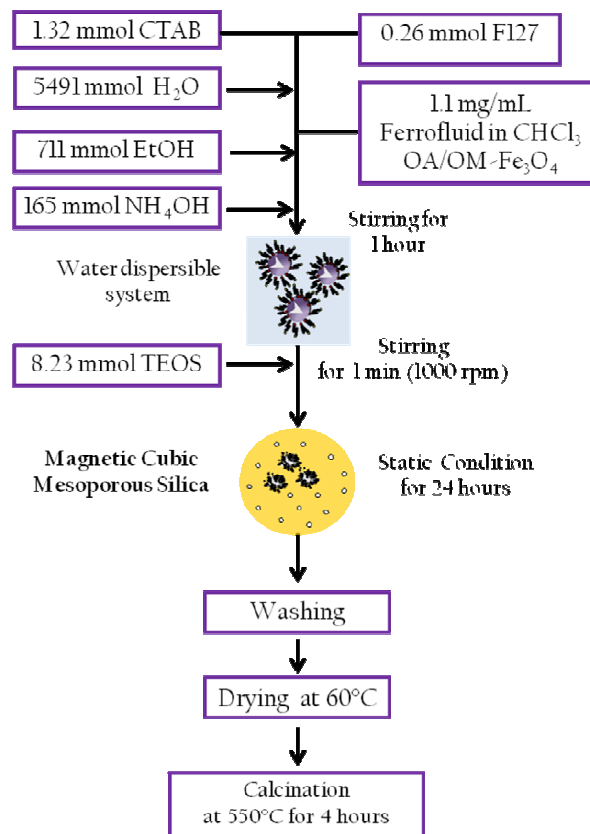 1.32 mmol CTAB
0.26 mmol F127
5491 mmol H₂O
1.1 mg/mL
Ferrofluid in CHCl₃
OA/OM-Fe₃O₄
711 mmol EtOH
165 mmol NH₄OH
Stirring for
1 hour
Water dispersible
system
8.23 mmol TEOS
Stirring
for 1 min (1000 rpm)
Magnetic Cubic
Mesoporous Silica
Static Condition
for 24 hours
Washing
Drying at 60°C
Calcination
at 550°C for 4 hours